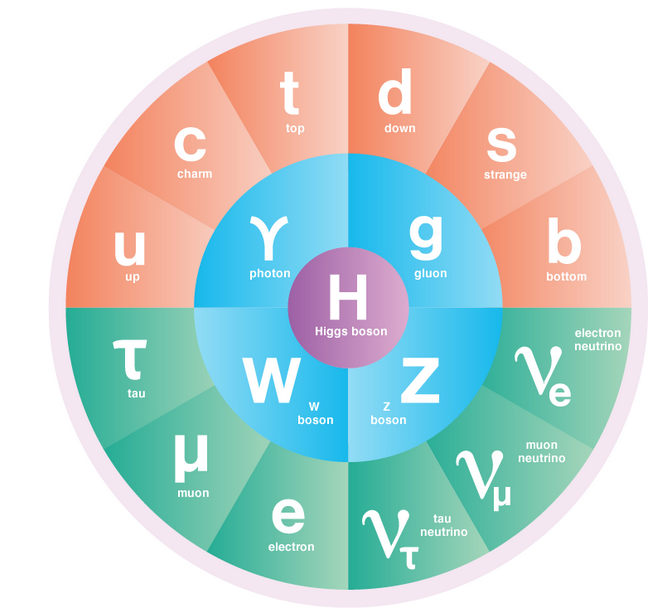 t
top
d
down
c
charm
s
strange
u
up
γ
photon
g
gluon
b
bottom
H
Higgs boson
τ
tau
W
W
boson
Z
Z
boson
νe
electron
neutrino
μ
muon
νμ
muon
neutrino
e
electron
ντ
tau
neutrino